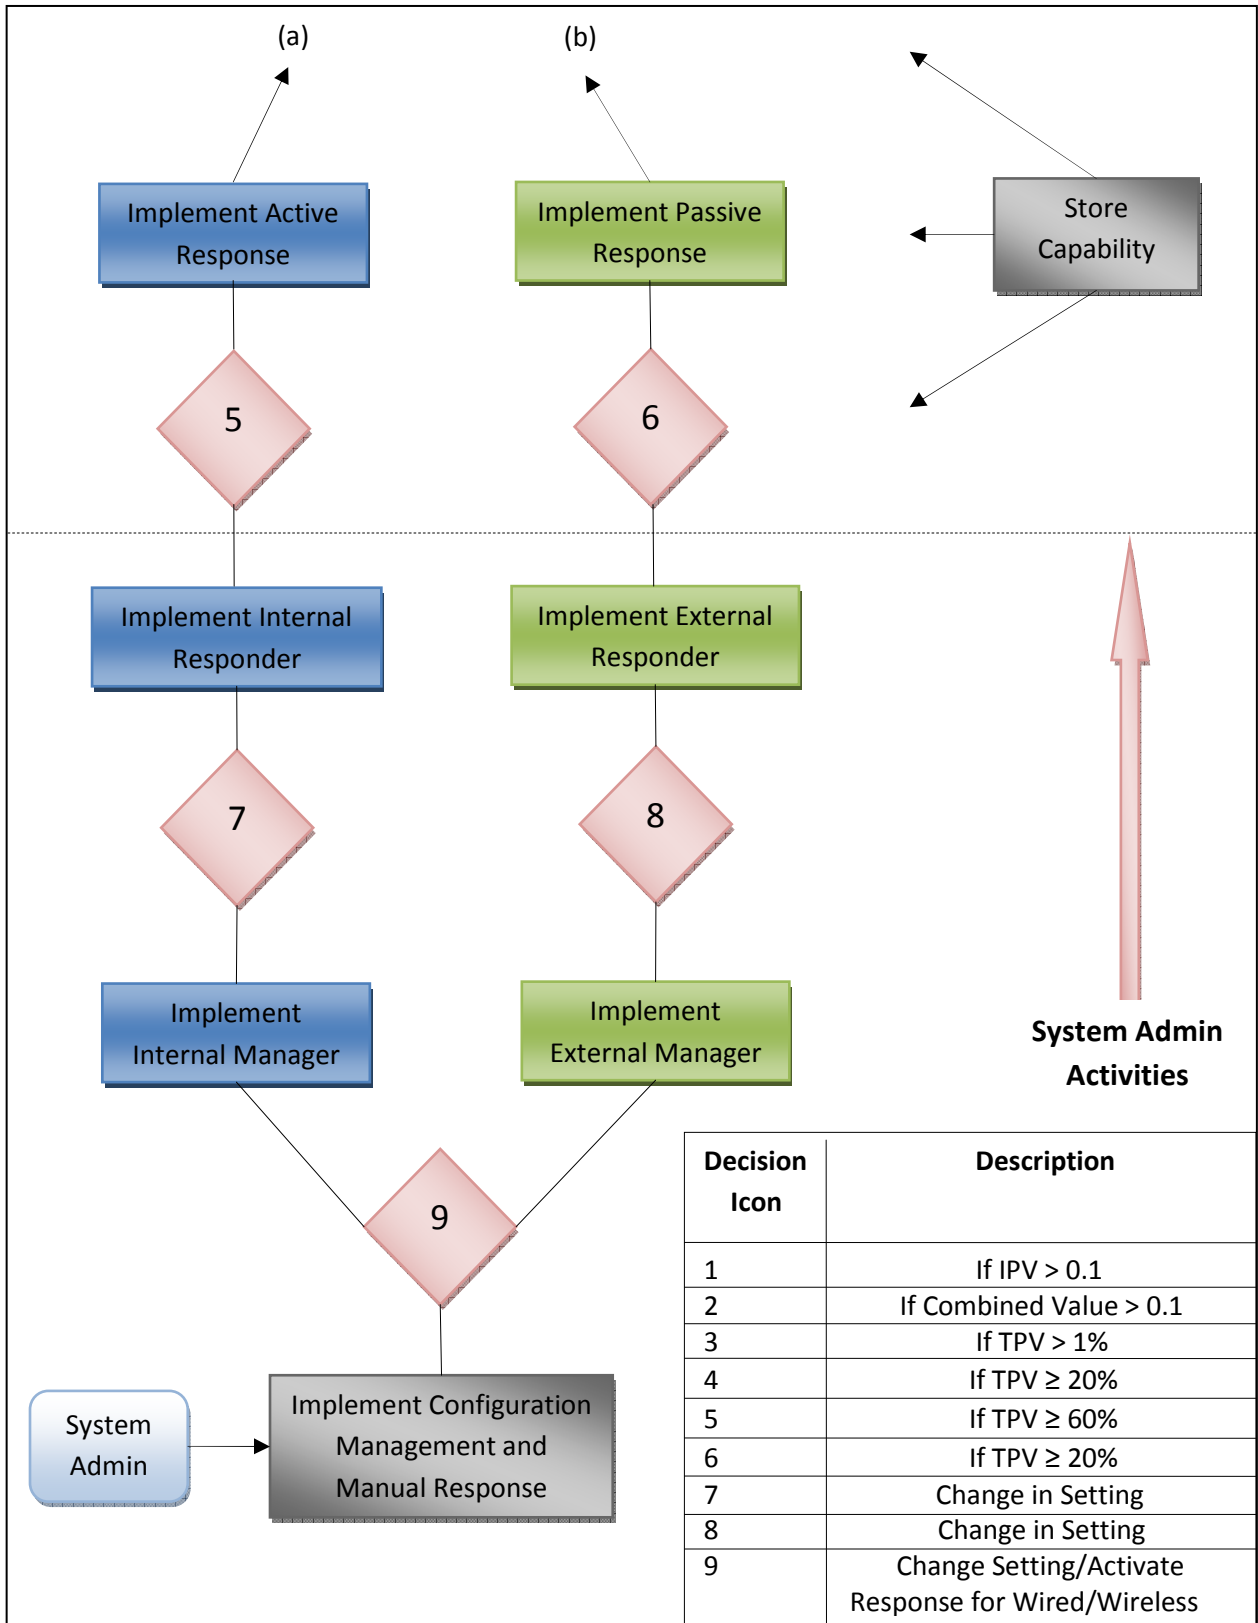 (a)
(b)
Implement Active
Response
Implement Passive
Response
Store
Capability
5
6
Implement Internal
Responder
Implement External
Responder
7
8
Implement
Internal Manager
Implement
External Manager
System Admin
Activities
9
System
Admin
Implement Configuration
Management and
Manual Response
Decision
Icon
Description
1 If IPV > 0.1
2 If Combined Value > 0.1
3 If TPV > 1%
4 If TPV ≥ 20%
5 If TPV ≥ 60%
6 If TPV ≥ 20%
7 Change in Setting
8 Change in Setting
9 Change Setting/Activate
Response for Wired/Wireless